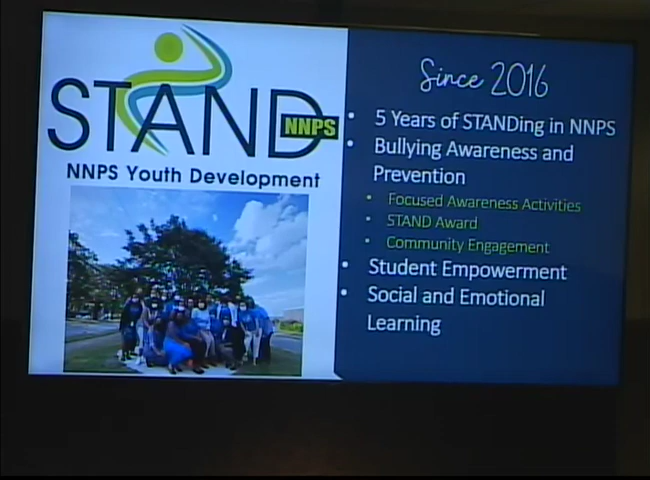 STAND
NNPS
NNPS Youth Development
Since 2016
• 5 Years of STANDing in NNPS
• Bullying Awareness and
Prevention
• Focused Awareness Activities
• STAND Award
• Community Engagement
• Student Empowerment
• Social and Emotional
Learning